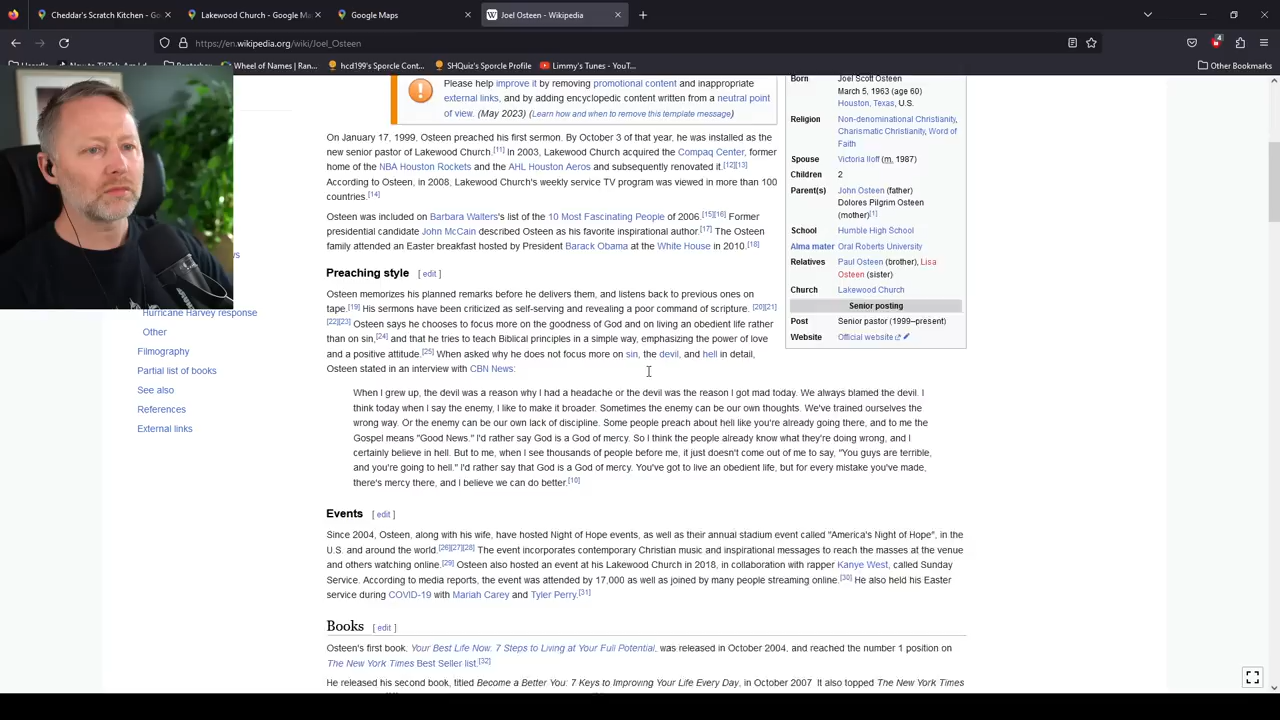 Cheddar's Scratch Kitchen - Goo
Lakewood Church - Google Ma
Google Maps
Joel Osteen - Wikipedia
https://en.wikipedia.org/wiki/Joel_Osteen
4
Wheel of Names | Ran...
hcd199's Sporcle Cont...
SHQuiz's Sporcle Profile
Limmy's Tunes - YouT...
Other Bookmarks
Hurricane Harvey response
Other
Filmography
Partial list of books
See also
References
External links
Please help improve it by removing promotional content and inappropriate
external links, and by adding encyclopedic content written from a neutral point
of view. (May 2023) (Learn how and when to remove this template message)
On January 17, 1999, Osteen preached his first sermon. By October 3 of that year, he was installed as the
new senior pastor of Lakewood Church.[11] In 2003, Lakewood Church acquired the Compaq Center, former
home of the NBA Houston Rockets and the AHL Houston Aeros and subsequently renovated it.[12][13]
According to Osteen, in 2008, Lakewood Church's weekly service TV program was viewed in more than 100
countries.[14]
Osteen was included on Barbara Walters's list of the 10 Most Fascinating People of 2006.[15][16] Former
presidential candidate John McCain described Osteen as his favorite inspirational author.[17] The Osteen
family attended an Easter breakfast hosted by President Barack Obama at the White House in 2010.[18]
Preaching style [ edit ]
Osteen memorizes his planned remarks before he delivers them, and listens back to previous ones on
tape.[19] His sermons have been criticized as self-serving and revealing a poor command of scripture. [20][21]
[22][23] Osteen says he chooses to focus more on the goodness of God and on living an obedient life rather
than on sin,[24] and that he tries to teach Biblical principles in a simple way, emphasizing the power of love
and a positive attitude.[25] When asked why he does not focus more on sin, the devil, and hell in detail,
Osteen stated in an interview with CBN News:
When I grew up, the devil was a reason why I had a headache or the devil was the reason I got mad today. We always blamed the devil. I
think today when I say the enemy, I like to make it broader. Sometimes the enemy can be our own thoughts. We've trained ourselves the
wrong way. Or the enemy can be our own lack of discipline. Some people preach about hell like you're already going there, and to me the
Gospel means "Good News." I'd rather say God is a God of mercy. So I think the people already know what they're doing wrong, and I
certainly believe in hell. But to me, when I see thousands of people before me, it just doesn't come out of me to say, "You guys are terrible,
and you're going to hell." I'd rather say that God is a God of mercy. You've got to live an obedient life, but for every mistake you've made,
there's mercy there, and I believe we can do better.[10]
Events [ edit ]
Since 2004, Osteen, along with his wife, have hosted Night of Hope events, as well as their annual stadium event called "America's Night of Hope", in the
U.S. and around the world.[26][27][28] The event incorporates contemporary Christian music and inspirational messages to reach the masses at the venue
and others watching online.[29] Osteen also hosted an event at his Lakewood Church in 2018, in collaboration with rapper Kanye West, called Sunday
Service. According to media reports, the event was attended by 17,000 as well as joined by many people streaming online.[30] He also held his Easter
service during COVID-19 with Mariah Carey and Tyler Perry.[31]
Books [ edit ]
Osteen's first book, Your Best Life Now: 7 Steps to Living at Your Full Potential, was released in October 2004, and reached the number 1 position on
The New York Times Best Seller list.[32]
He released his second book, titled Become a Better You: 7 Keys to Improving Your Life Every Day, in October 2007. It also topped The New York Times
Born Joel Scott Osteen
March 5, 1963 (age 60)
Houston, Texas, U.S.
Religion Non-denominational Christianity,
Charismatic Christianity, Word of
Faith
Spouse Victoria Iloff (m. 1987)
Children 2
Parent(s) John Osteen (father)
Dolores Pilgrim Osteen
(mother)[1]
School Humble High School
Alma mater Oral Roberts University
Relatives Paul Osteen (brother), Lisa
Osteen (sister)
Church Lakewood Church
Senior posting
Post Senior pastor (1999–present)
Website Official website